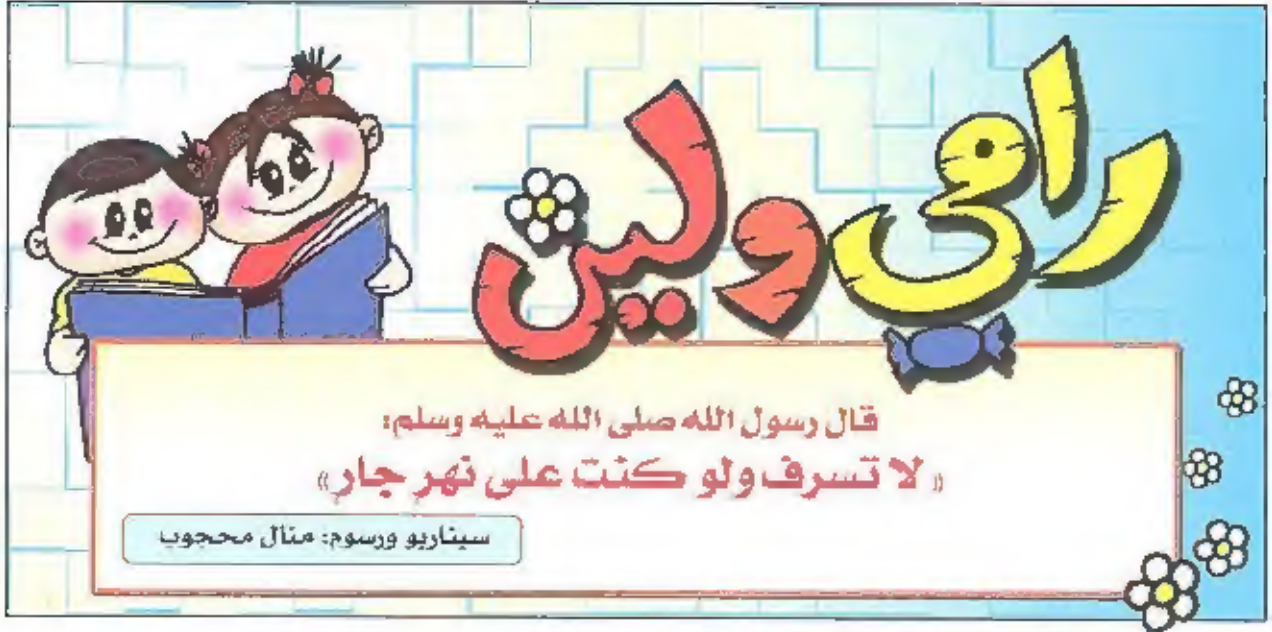 رامي ولين
قال رسول الله صلى الله عليه وسلم:
« لا تسرف ولو كنت على نهر جارٍ»
سيناريو ورسوم: منال محجوب